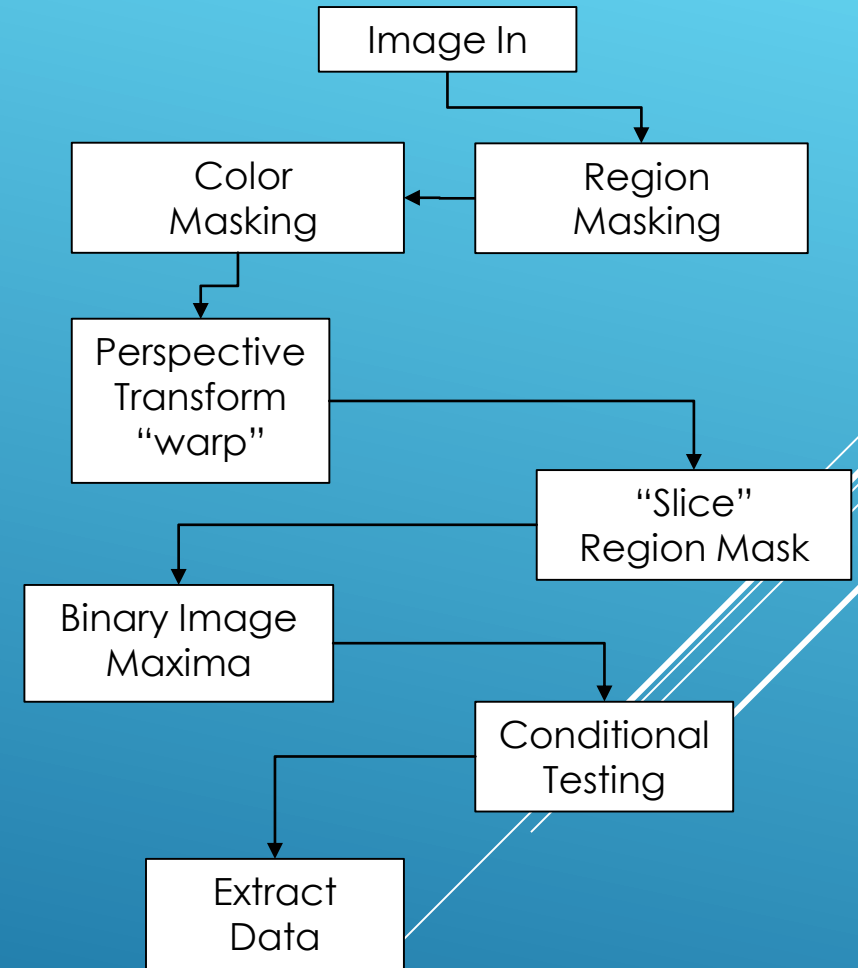 Image In
Region
Masking
Color
Masking
Perspective
Transform
“warp”
“Slice”
Region Mask
Binary Image
Maxima
Conditional
Testing
Extract
Data